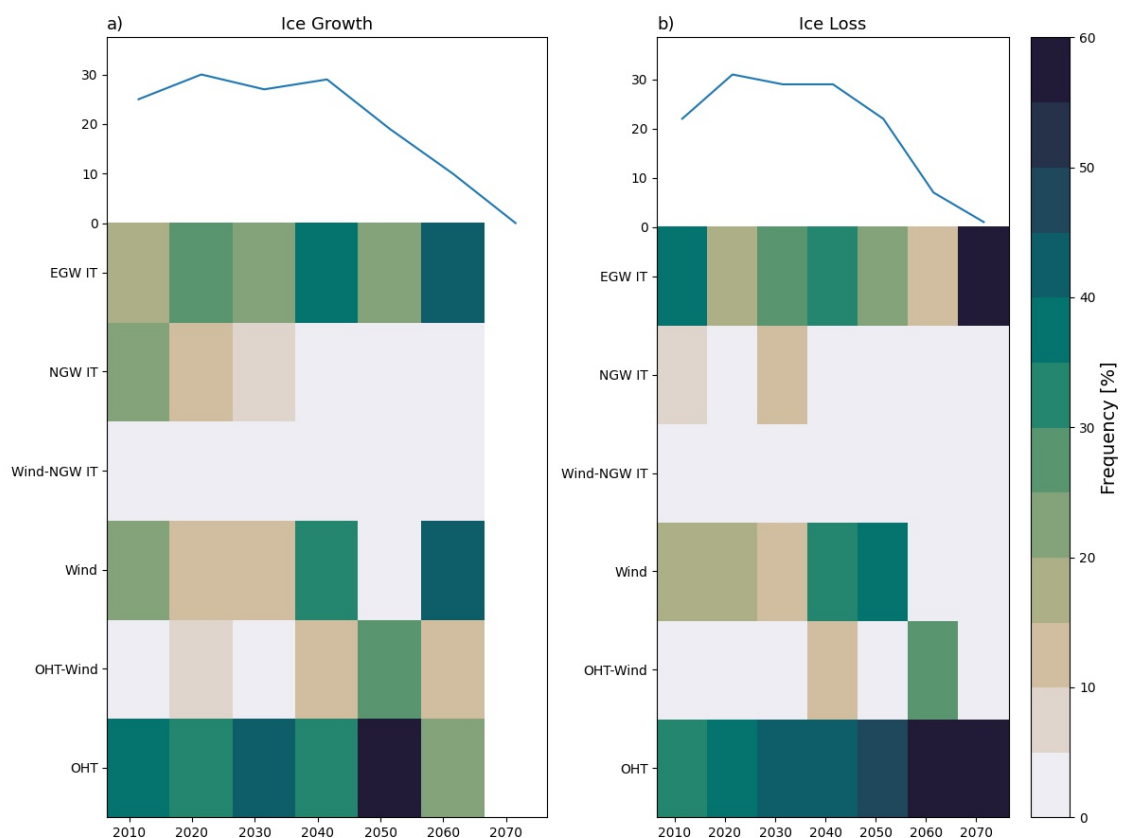 a) Ice Growth
30
20
10
0
EGW IT
NGW IT
Wind-NGW IT
Wind
OHT-Wind
OHT
2010 2020 2030 2040 2050 2060 2070
b) Ice Loss
30
20
10
0
EGW IT
NGW IT
Wind-NGW IT
Wind
OHT-Wind
OHT
2010 2020 2030 2040 2050 2060 2070
60
50
40
30
20
10
0
Frequency [%]